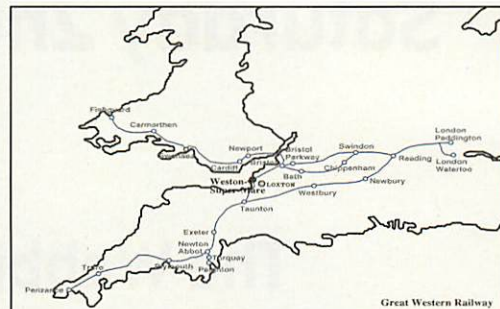 Fishguard
Carmarthen
Swansea
Cardiff
Newport
Bristol
Bristol
Parkway
Bath
Chippenham
Swindon
Reading
London
Paddington
London
Waterloo
Newbury
Westbury
Weston-
Super-Mare
LOXTON
Taunton
Exeter
Newton
Abbot
Torquay
Paignton
Plymouth
Truro
Penzance
Great Western Railway